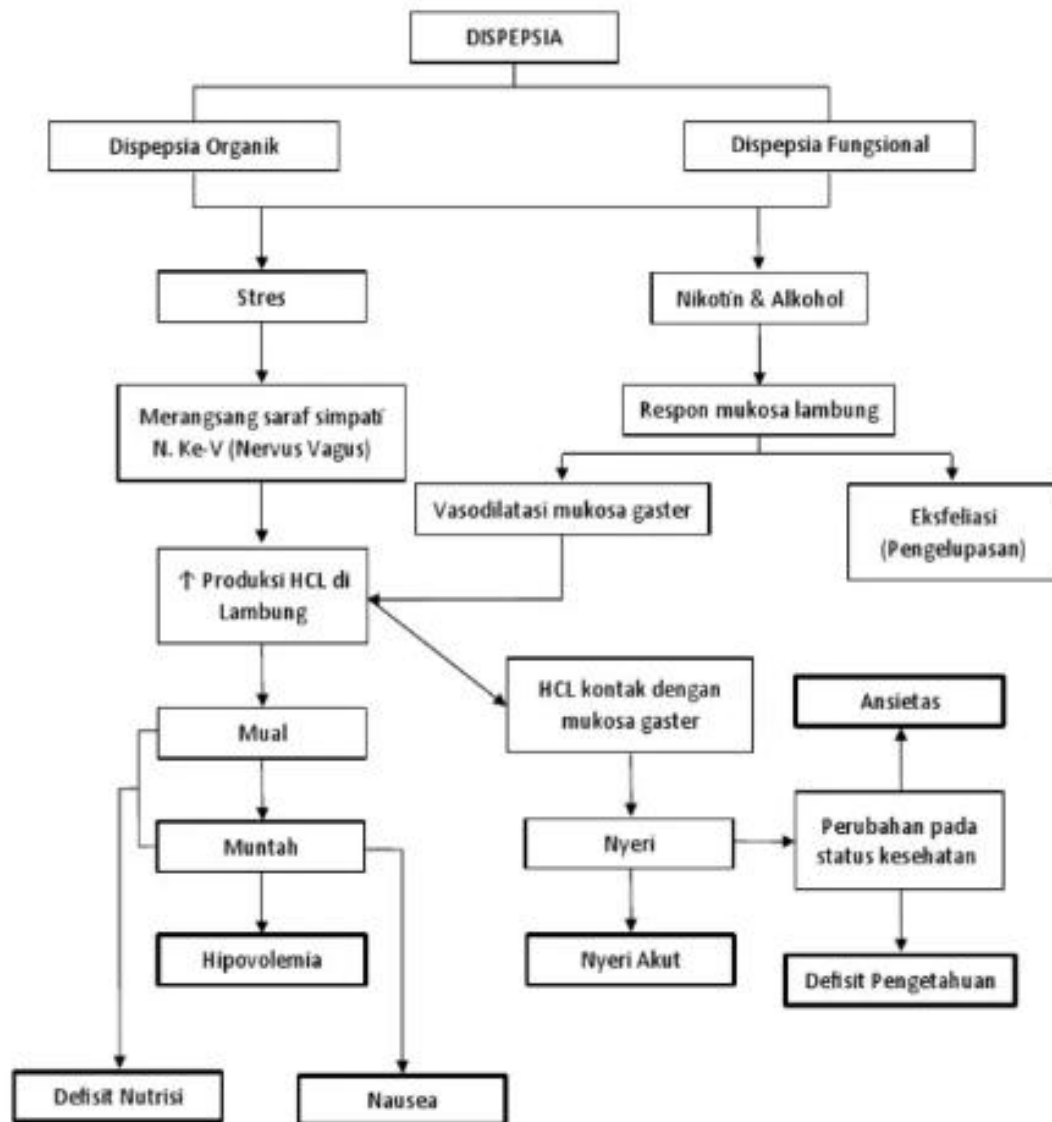 DISPEPSIA
Dispepsia Organik
Dispepsia Fungsional
Stres
Nikotin & Alkohol
Merangsang saraf simpati
N. Ke-V (Nervus Vagus)
Respon mukosa lambung
Vasodilatasi mukosa gaster
Eksfeliasi
(Pengelupasan)
↑ Produksi HCL di
Lambung
HCL kontak dengan
mukosa gaster
Ansietas
Mual
Muntah
Nyeri
Perubahan pada
status kesehatan
Hipovolemia
Nyeri Akut
Defisit Pengetahuan
Defisit Nutrisi
Nausea